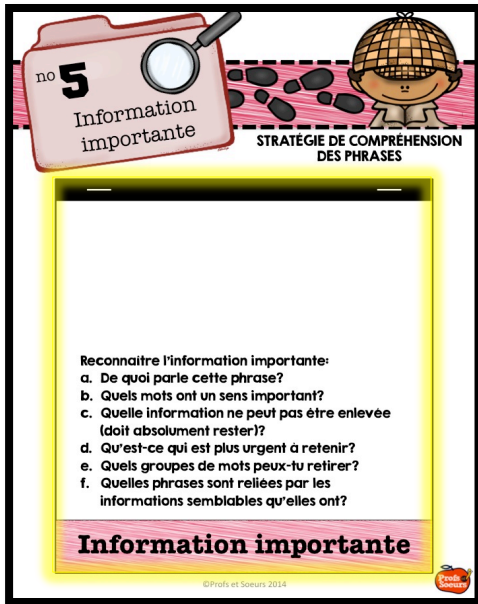 no 5
Information
importante
STRATÉGIE DE COMPRÉHENSION
DES PHRASES
Reconnaitre l'information importante:
a. De quoi parle cette phrase?
b. Quels mots ont un sens important?
c. Quelle information ne peut pas être enlevée
(doit absolument rester)?
d. Qu'est-ce qui est plus urgent à retenir?
e. Quels groupes de mots peux-tu retirer?
f. Quelles phrases sont reliées par les
informations semblables qu'elles ont?
Information importante
©Profs et Soeurs 2014
Profs
Soeurs